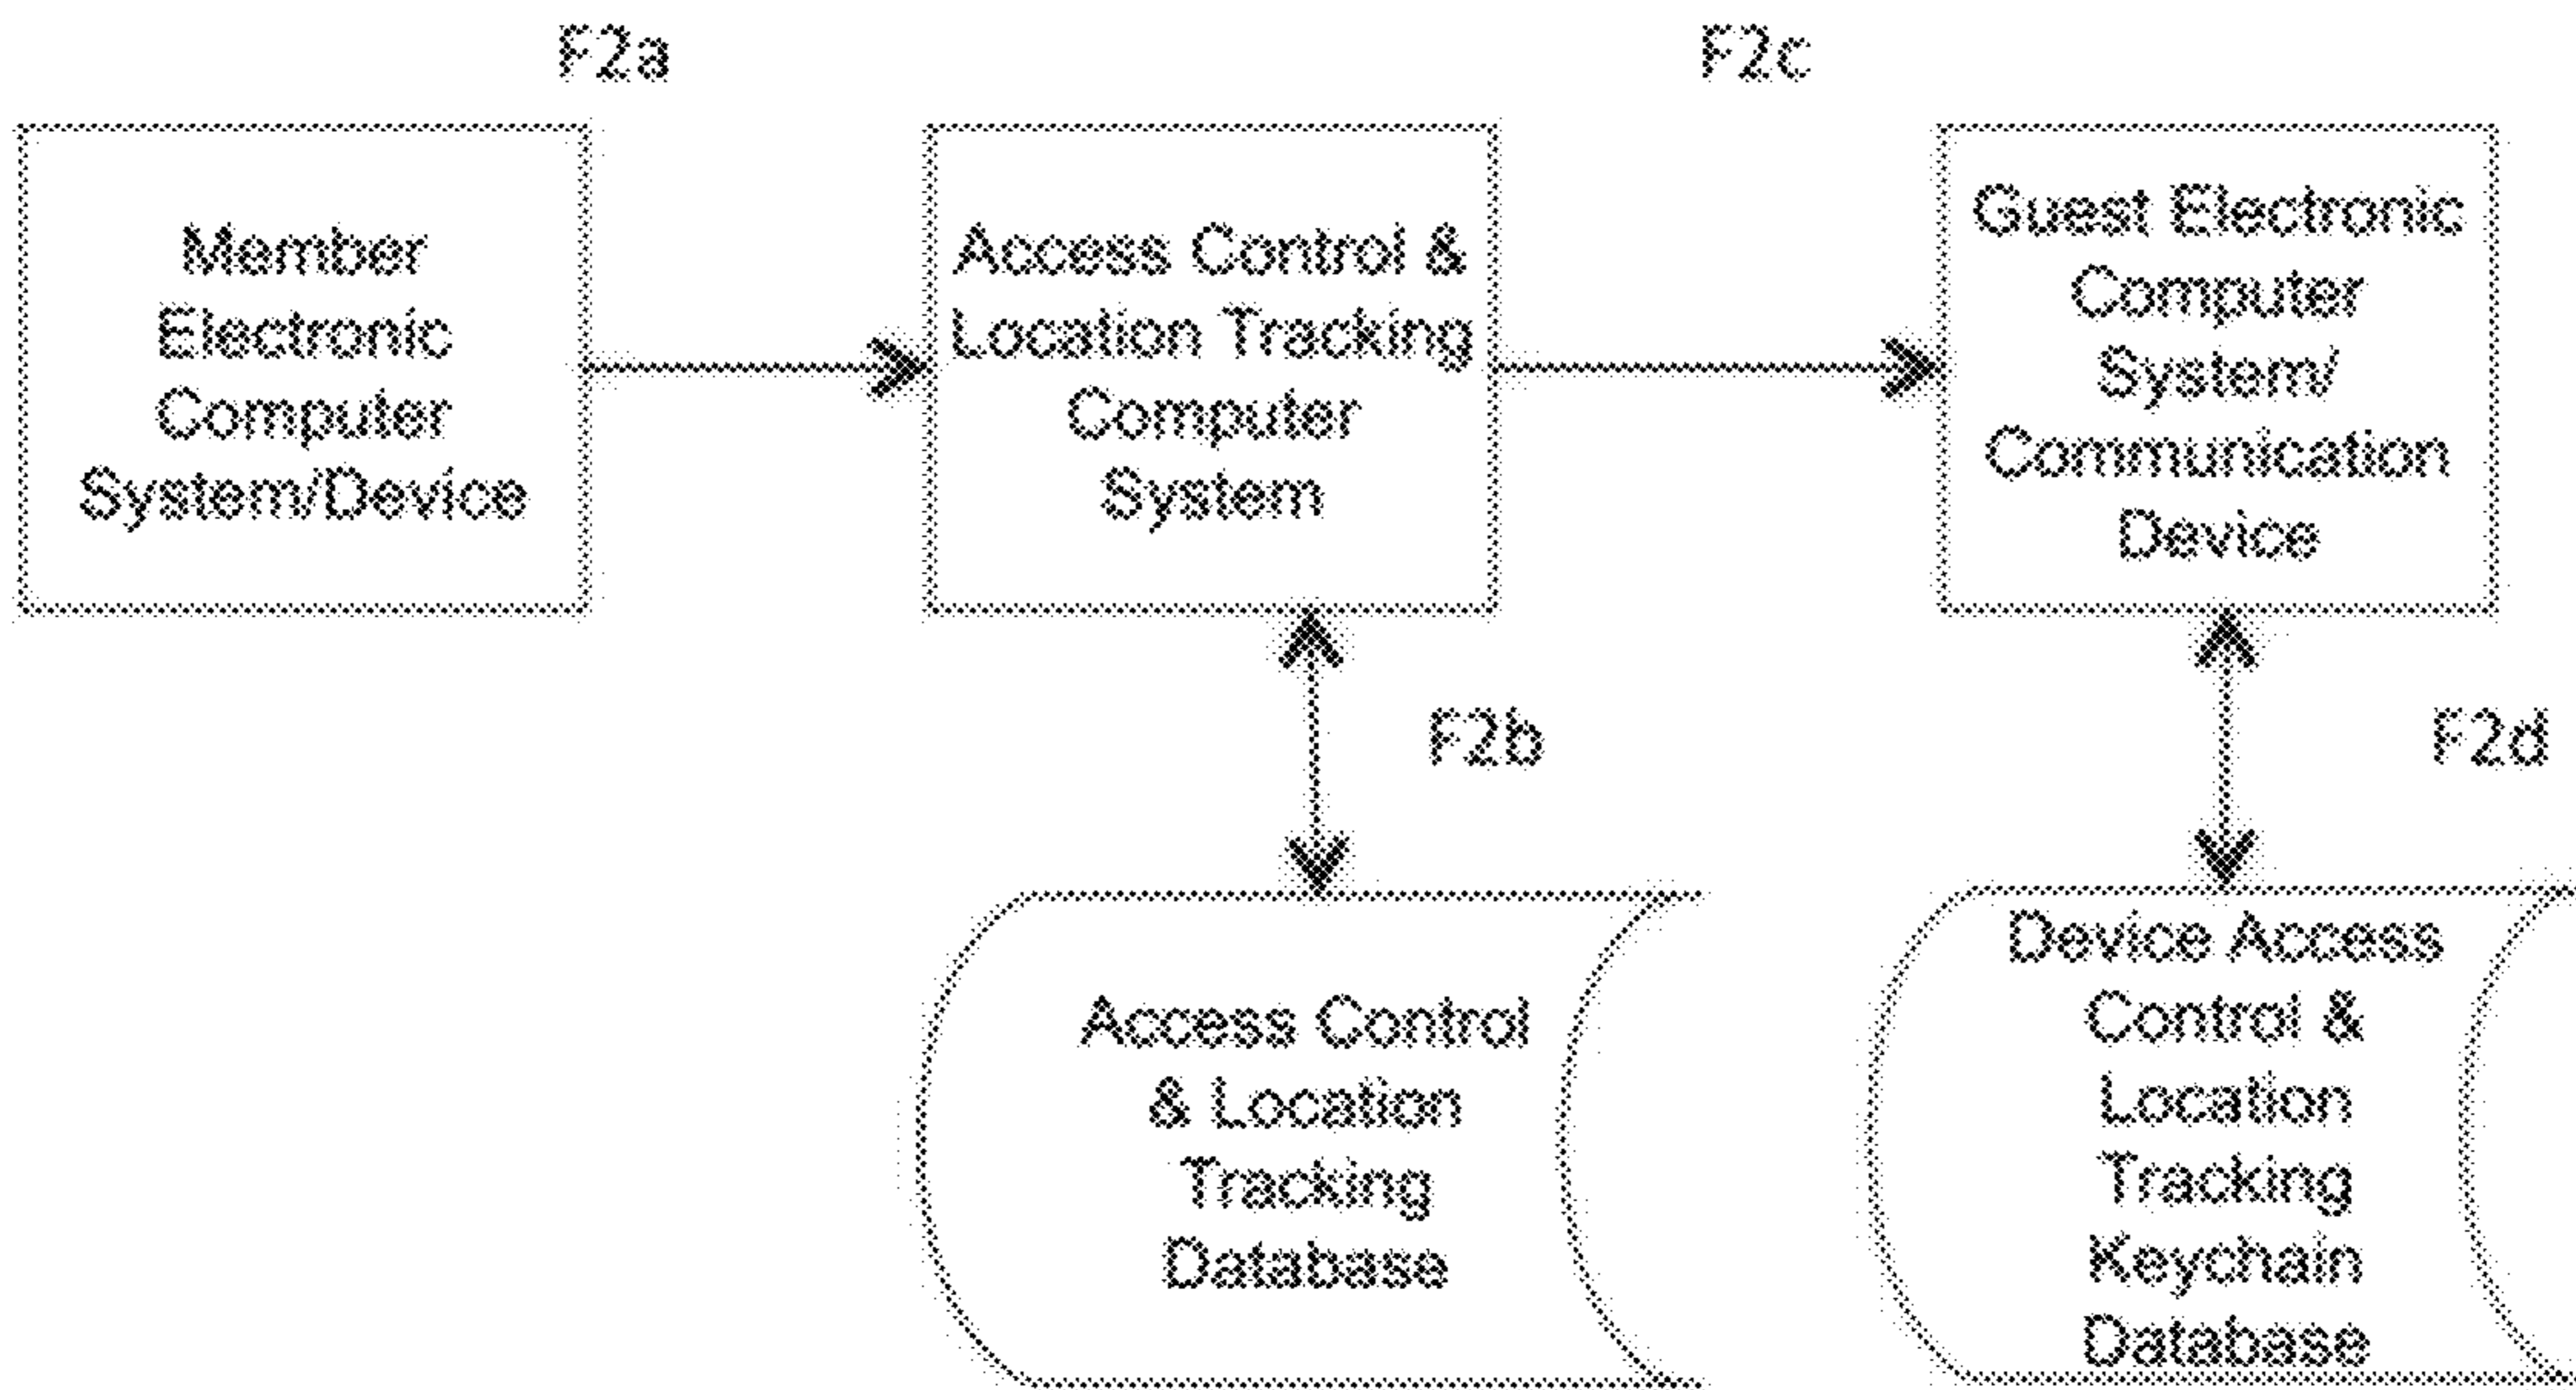 F2a
F2c
Member
Electronic
Computer
System/Device
Access Control &
Location Tracking
Computer
System
Guest Electronic
Computer
System/
Communication
Device
F2b
F2d
Access Control
& Location
Tracking
Database
Device Access
Control &
Location
Tracking
Keychain
Database